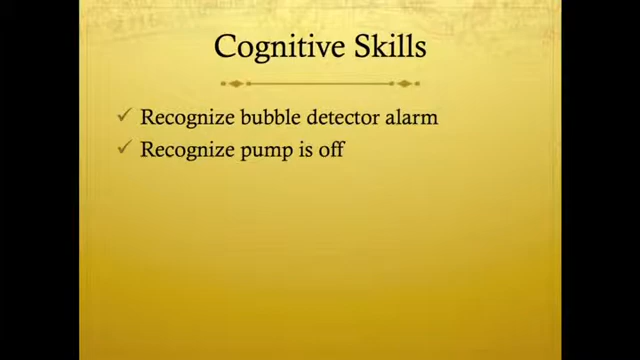 Cognitive Skills
Recognize bubble detector alarm
Recognize pump is off